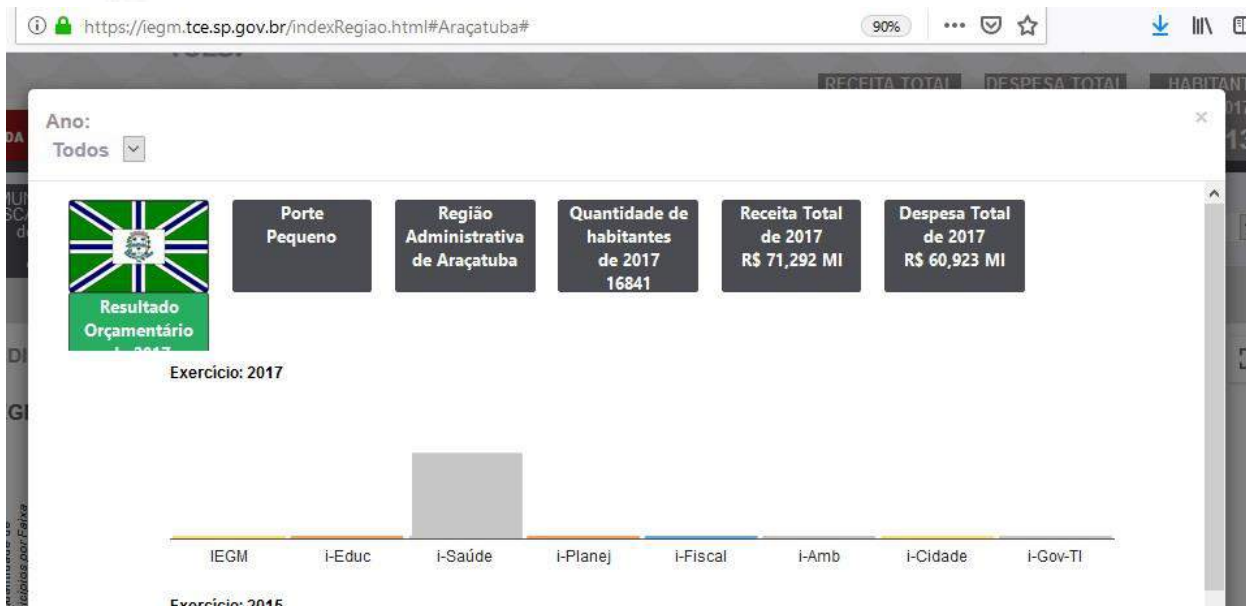 https://iegm.tce.sp.gov.br/indexRegiao.html#Araçatuba#
90%
RECEITA TOTAL
DESPESA TOTAL
Ano:
Todos
Porte
Pequeno
Região
Administrativa
de Araçatuba
Quantidade de
habitantes
de 2017
16841
Receita Total
de 2017
R$ 71,292 MI
Despesa Total
de 2017
R$ 60,923 MI
Resultado
Orçamentário
de 2017
Exercício: 2017
IEGM
i-Educ
i-Saúde
i-Planej
i-Fiscal
i-Amb
i-Cidade
i-Gov-TI
Exercício: 2015